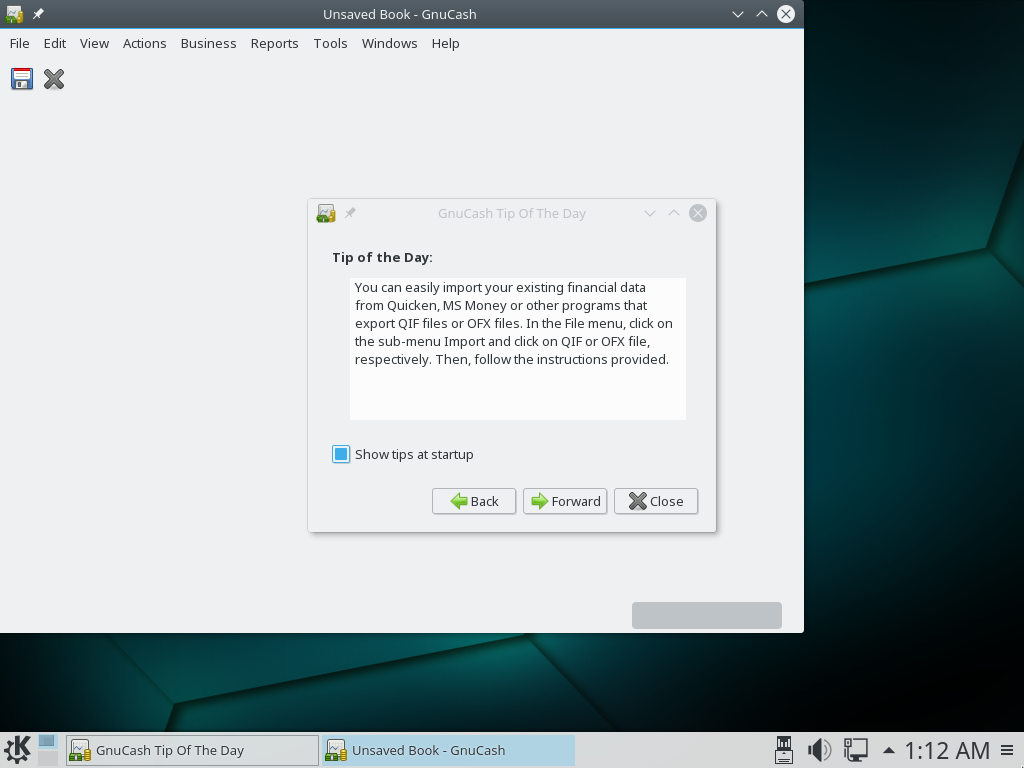 Unsaved Book - GnuCash
File Edit View Actions Business Reports Tools Windows Help
GnuCash Tip Of The Day
Tip of the Day:
You can easily import your existing financial data
from Quicken, MS Money or other programs that
export QIF files or OFX files. In the File menu, click on
the sub-menu Import and click on QIF or OFX file,
respectively. Then, follow the instructions provided.
Show tips at startup
Back Forward Close
GnuCash Tip Of The Day Unsaved Book - GnuCash 1:12 AM